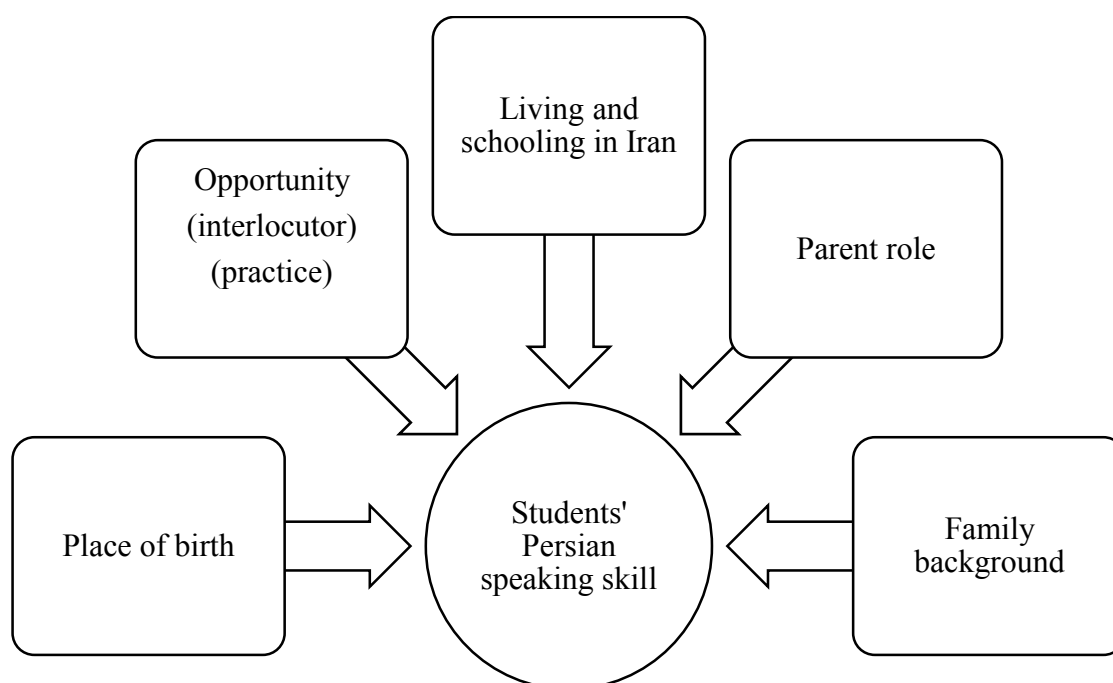 Living and
schooling in Iran
Opportunity
(interlocutor)
(practice)
Parent role
Place of birth
Students'
Persian
speaking skill
Family
background